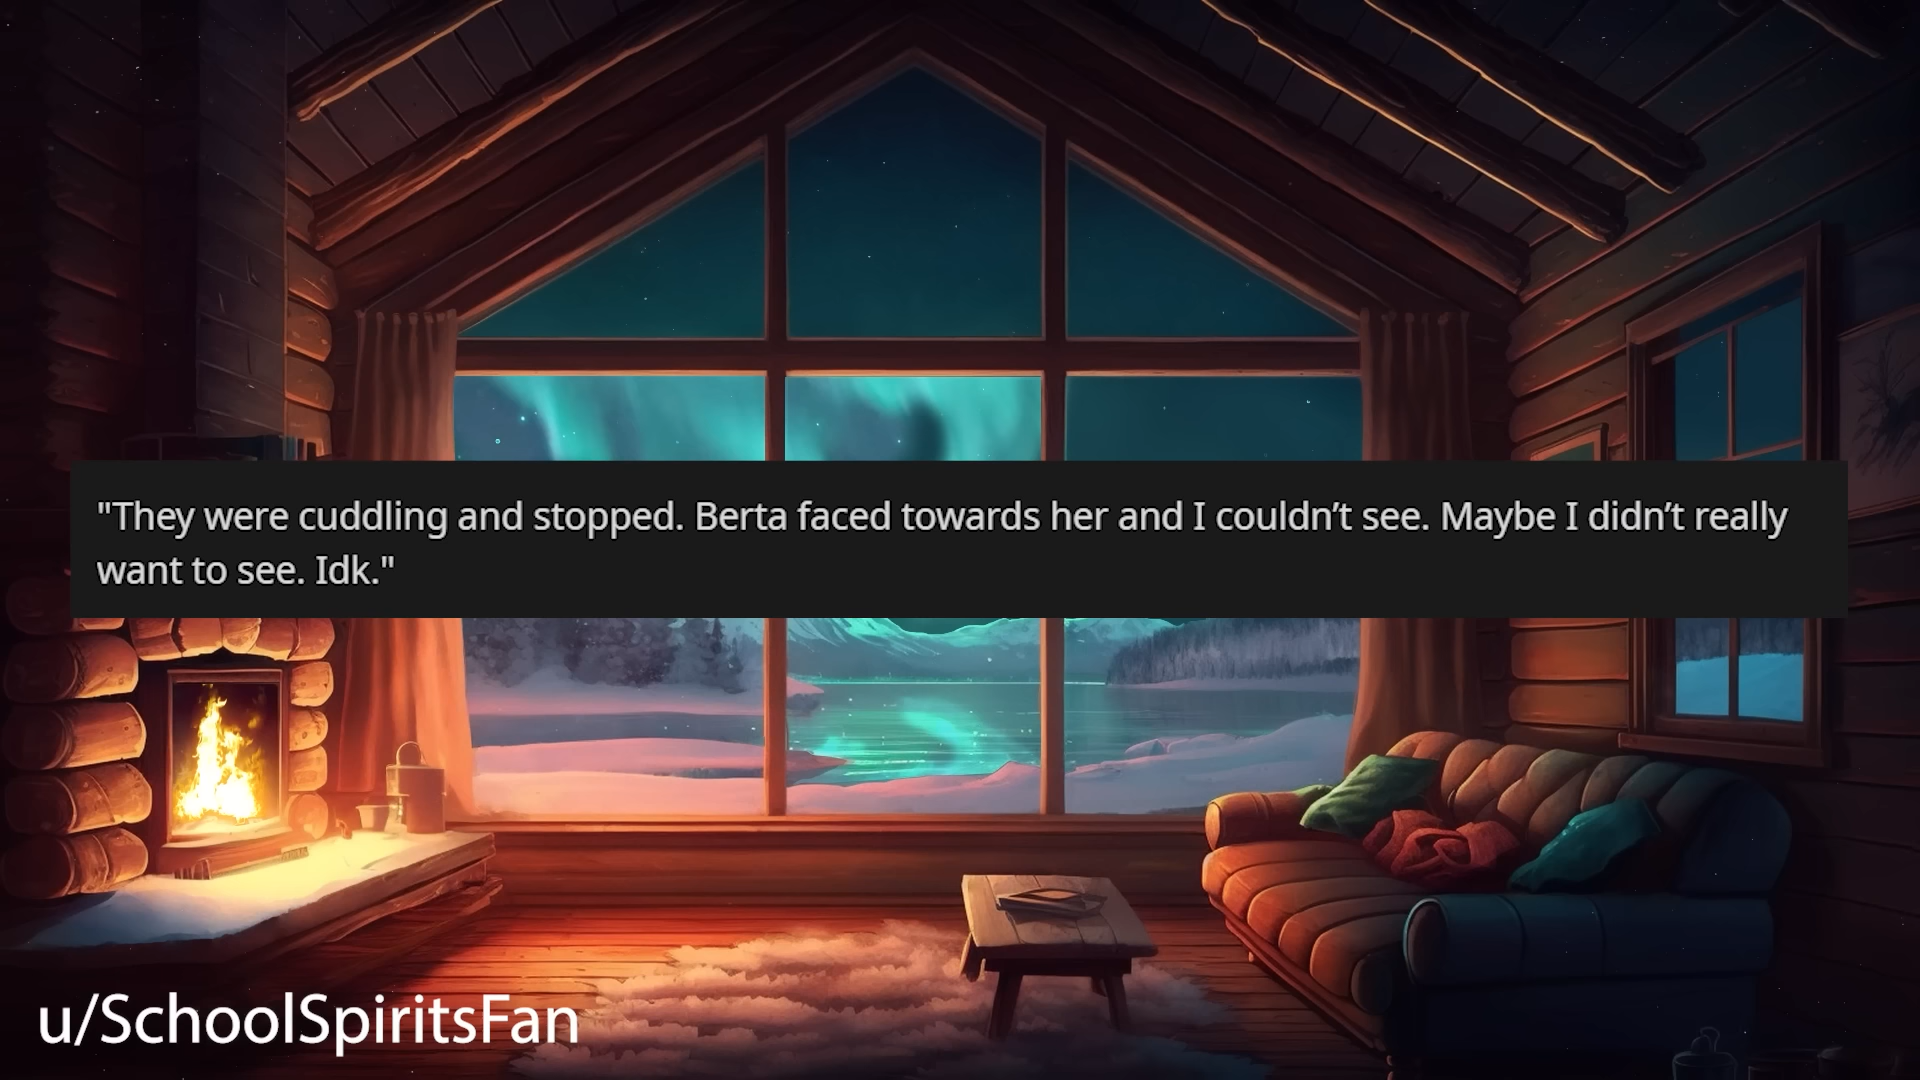 "They were cuddling and stopped. Berta faced towards her and I couldn’t see. Maybe I didn’t really
want to see. Idk."
u/SchoolSpiritsFan